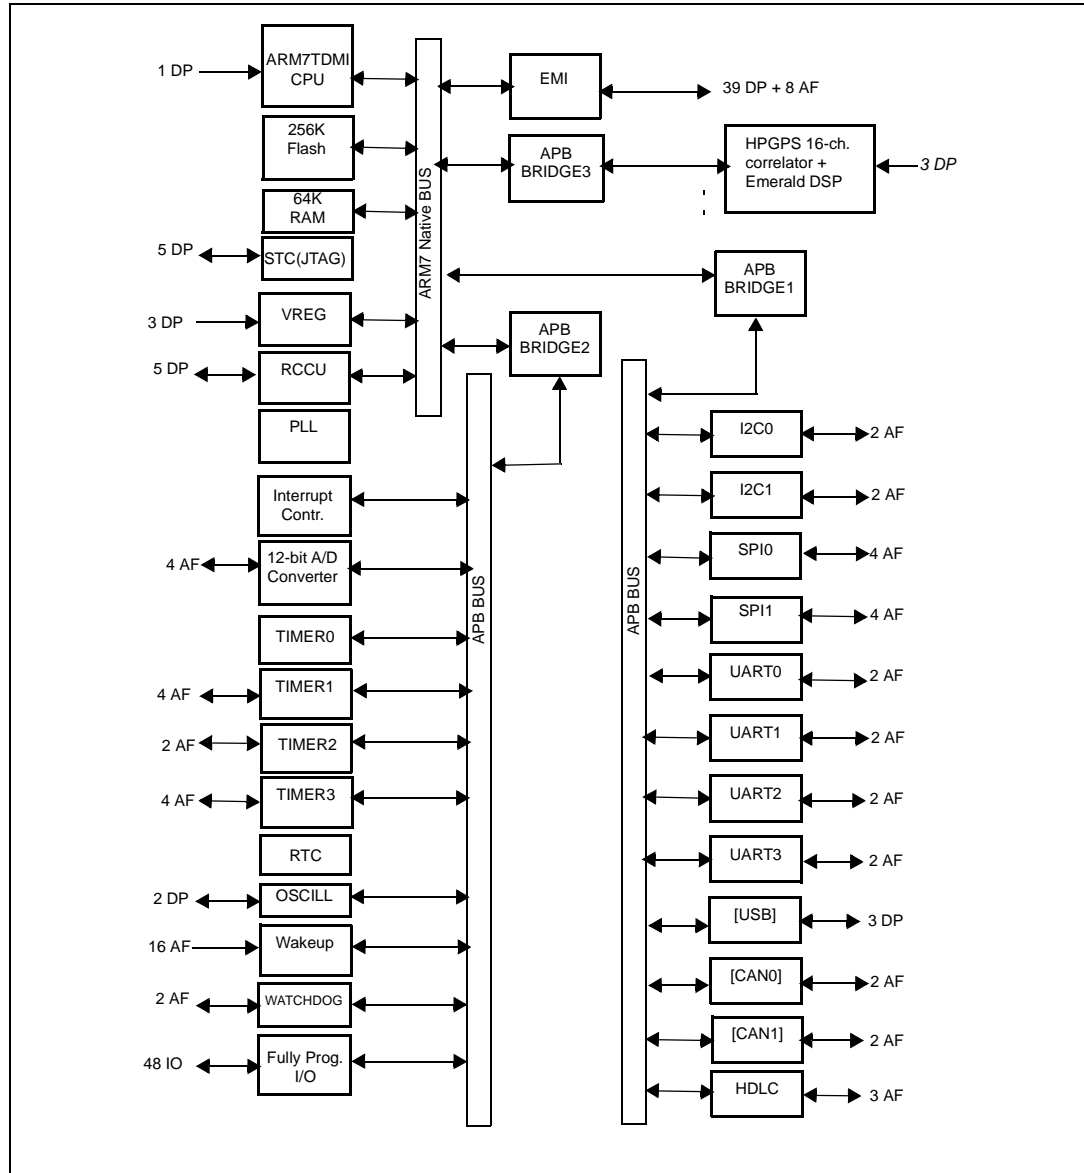 1 DP
ARM7TDMI
CPU
256K
Flash
64K
RAM
5 DP
STC(JTAG)
3 DP
VREG
5 DP
RCCU
PLL
ARM7 Native BUS
EMI
39 DP + 8 AF
APB
BRIDGE3
HPGPS 16-ch.
correlator +
Emerald DSP
3 DP
APB
BRIDGE1
APB
BRIDGE2
Interrupt
Contr.
4 AF
12-bit A/D
Converter
TIMER0
4 AF
TIMER1
2 AF
TIMER2
4 AF
TIMER3
RTC
2 DP
OSCILL
16 AF
Wakeup
2 AF
WATCHDOG
48 IO
Fully Prog.
I/O
APB BUS
APB BUS
I2C0
2 AF
I2C1
2 AF
SPI0
4 AF
SPI1
4 AF
UART0
2 AF
UART1
2 AF
UART2
2 AF
UART3
2 AF
[USB]
3 DP
[CAN0]
2 AF
[CAN1]
2 AF
HDLC
3 AF